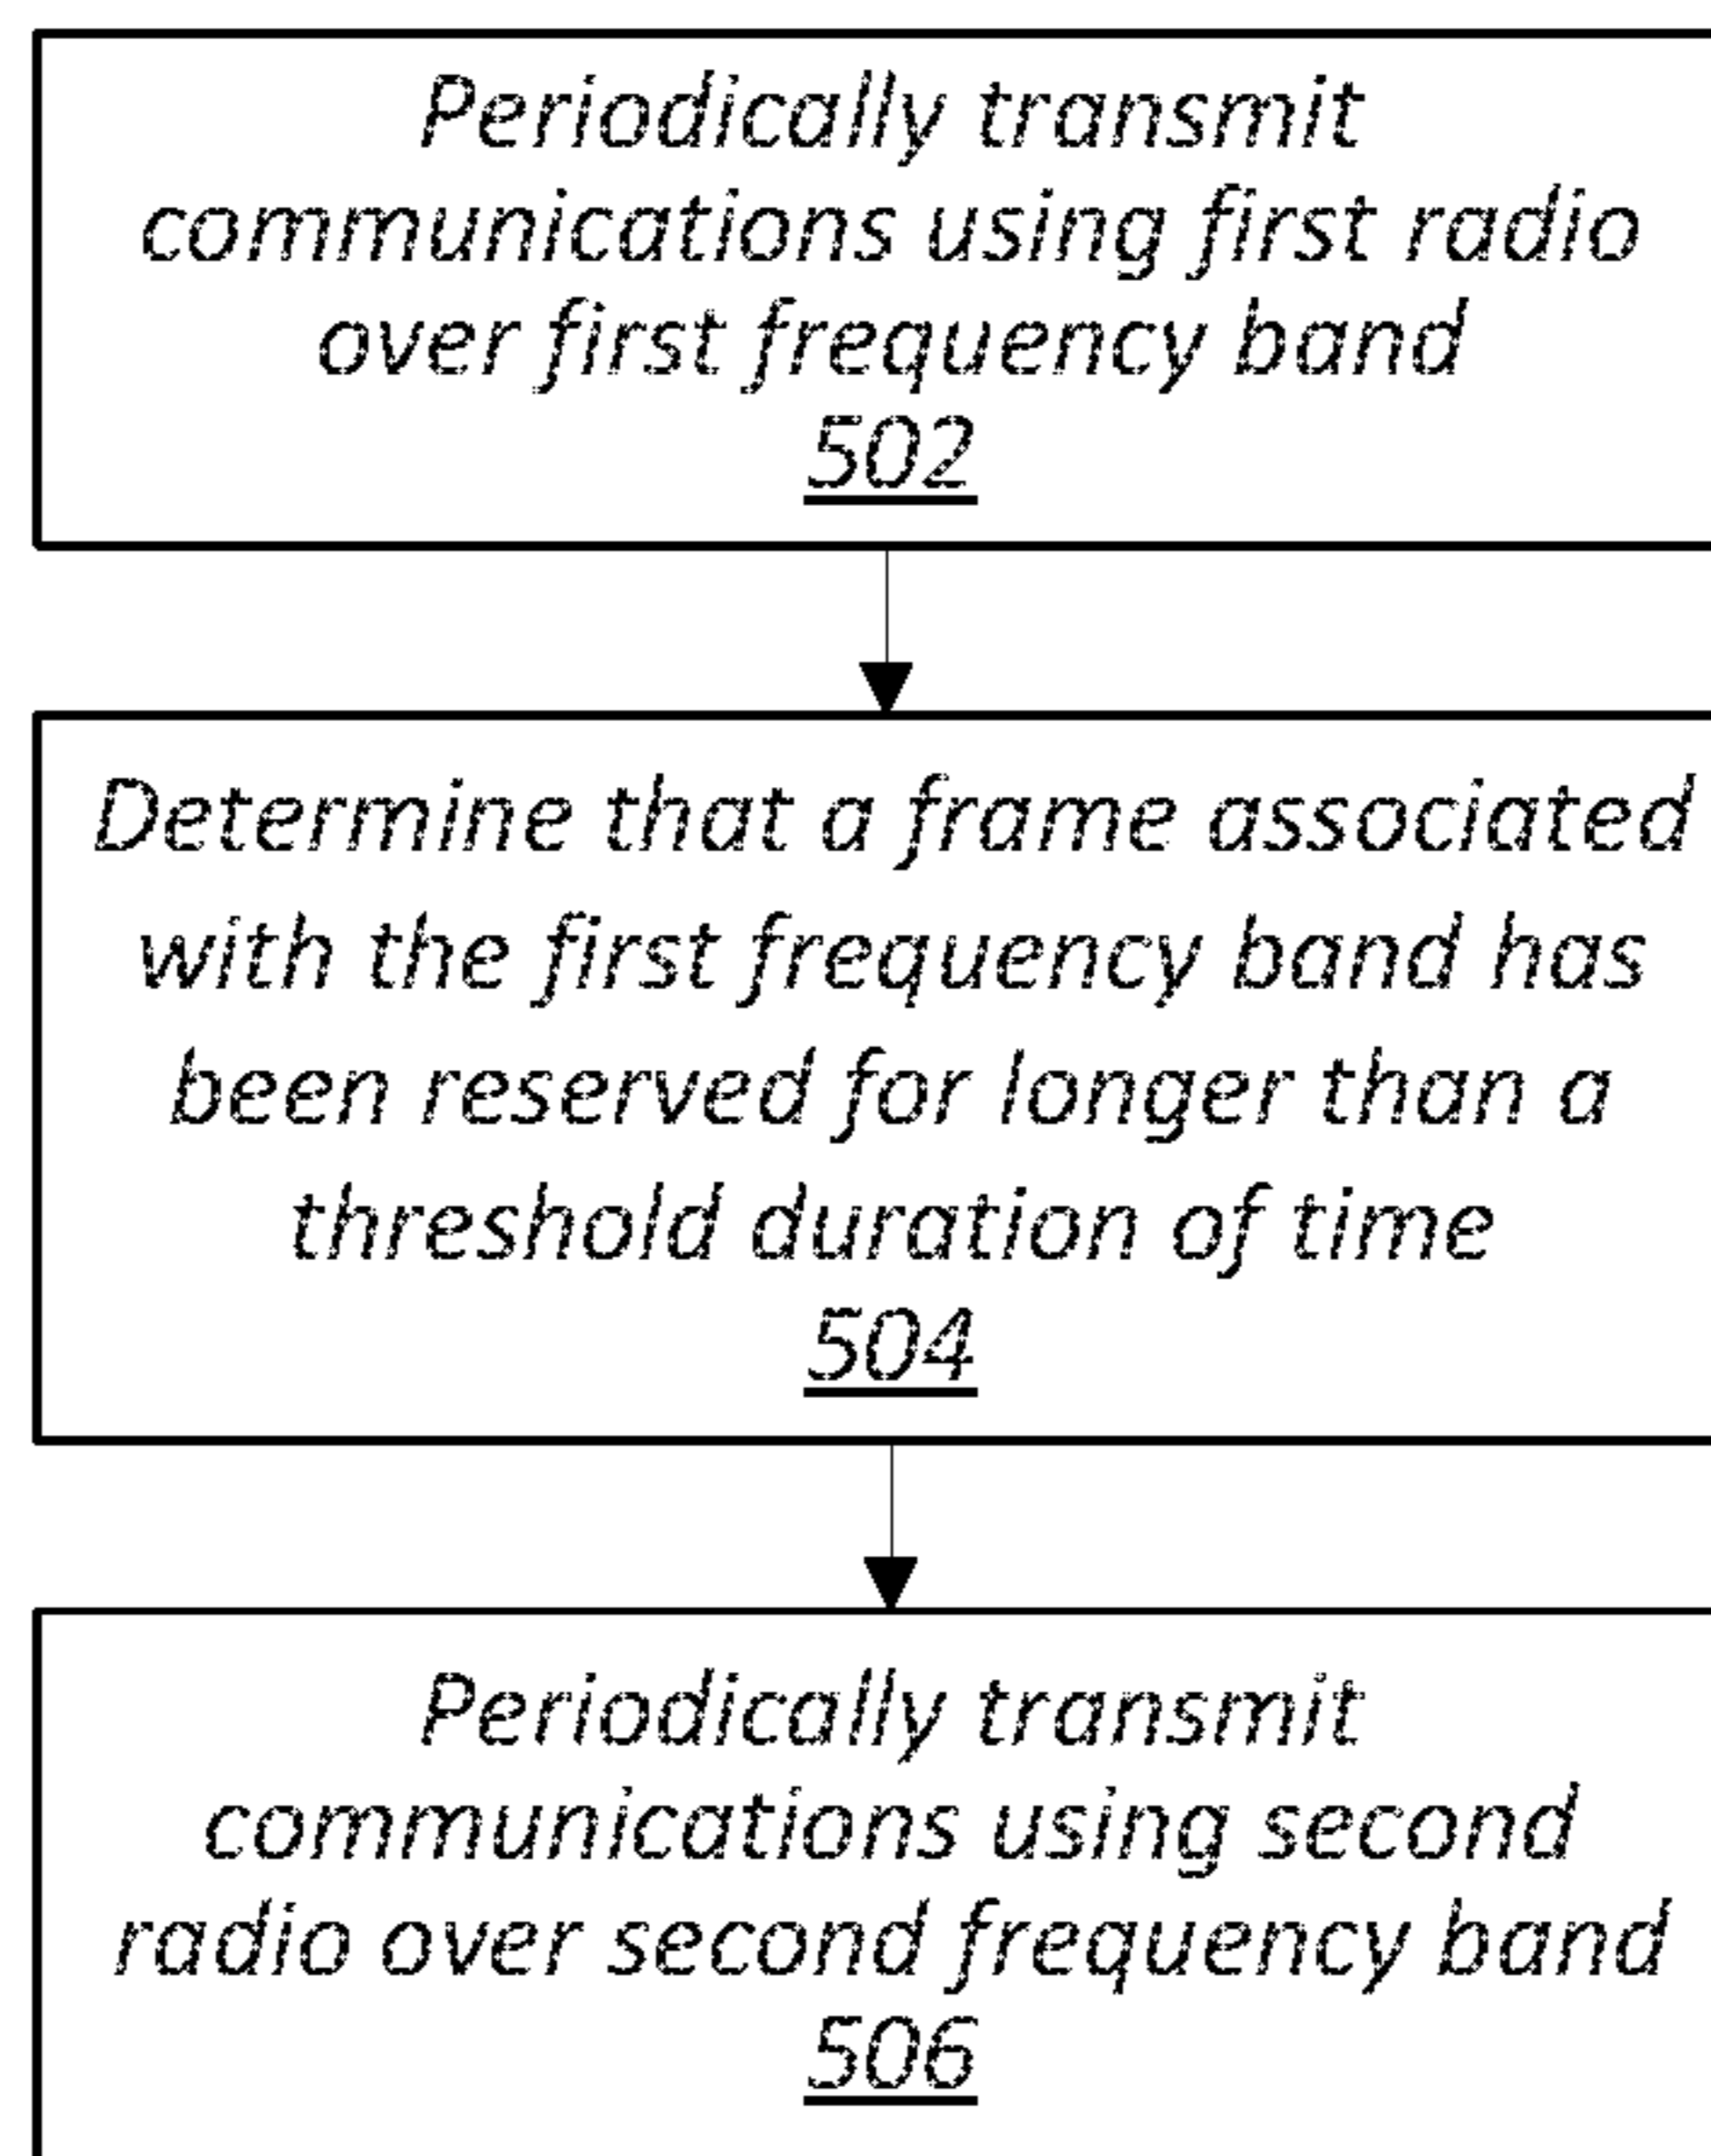 Periodically transmit
communications using first radio
over first frequency band
502
Determine that a frame associated
with the first frequency band has
been reserved for longer than a
threshold duration of time
504
Periodically transmit
communications using second
radio over second frequency band
506